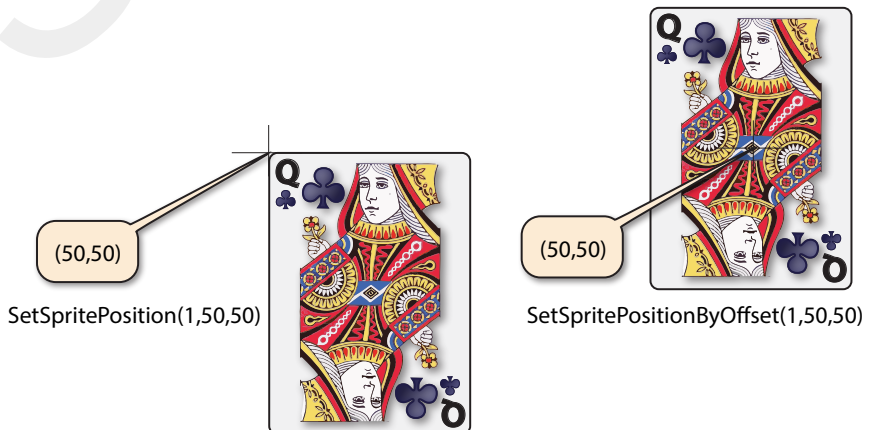 Q
(50,50)
SetSpritePosition(1,50,50)
Q
Q
(50,50)
SetSpritePositionByOffset(1,50,50)
Q